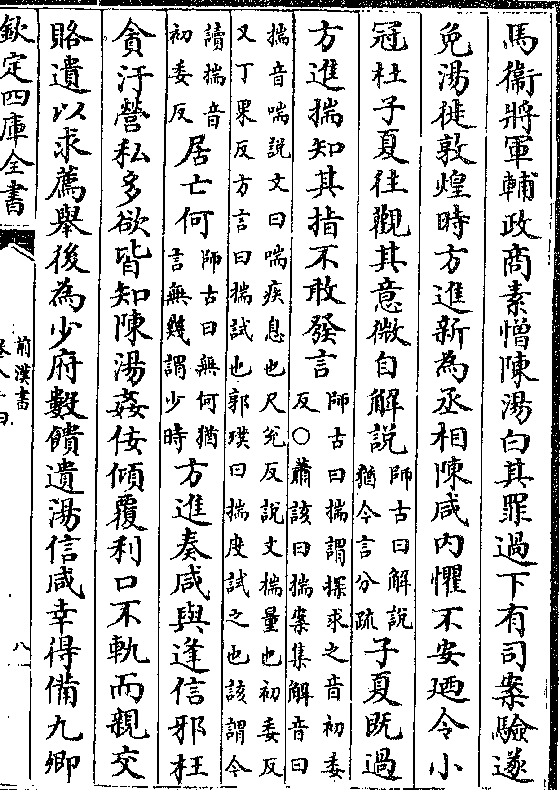 馬衞將軍輔政商素憎陳湯白其罪過下有司案驗遂
免湯徙敦煌時方進新為丞相陳咸内懼不安廼令小
冠杜子夏往觀其意微自解説師古曰解説猶今言分疏子夏既過
方進揣知其指不敢發言師古曰揣謂探求之音初委反○蕭該曰揣案集解音曰
揣音喘説文曰喘疾息也尺兖反説文揣量也初委反又丁果反方言曰揣試也郭璞曰揣度試之也該謂今
讀揣音初委反居亡何師古曰無何猶言無幾謂少時方進奏咸與逢信邪枉
貪汙營私多欲皆知陳湯姦佞傾覆利口不軌而親交
賂遺以求薦舉後為少府數饋遺湯信咸幸得備九卿
欽定四庫全書
前漢書
卷八十四
八